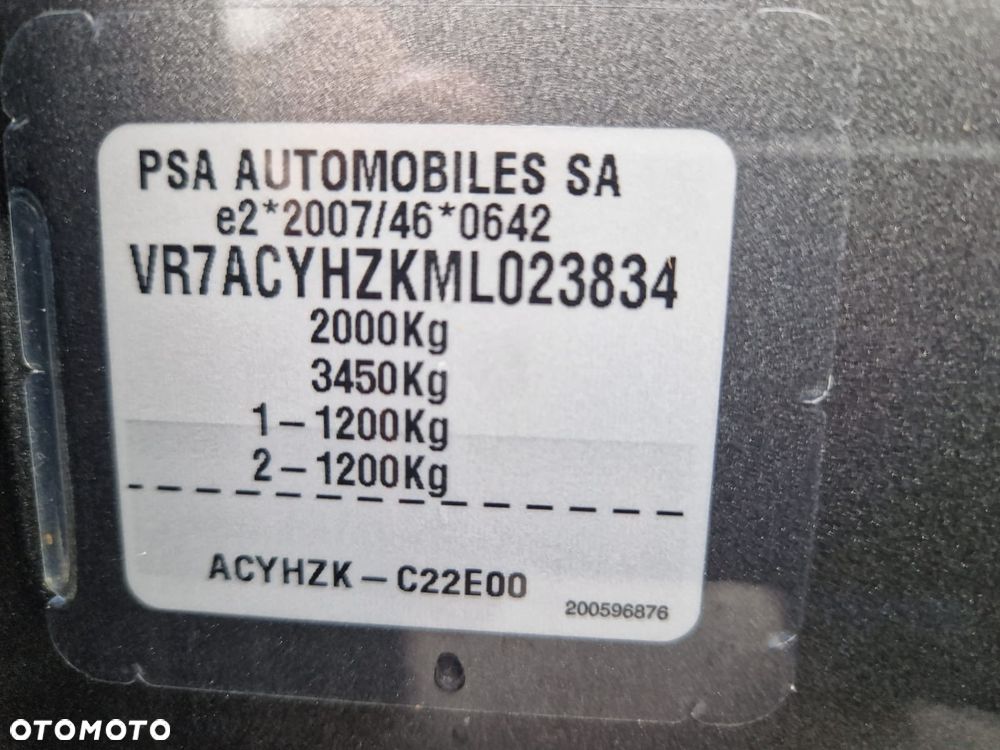 PSA AUTOMOBILES SA
e2*2007/46*0642
VR7ACYHZKML023834
2000Kg
3450Kg
1-1200Kg
2-1200Kg
ACYHZK-C22E00
200596876
OTOMOTO